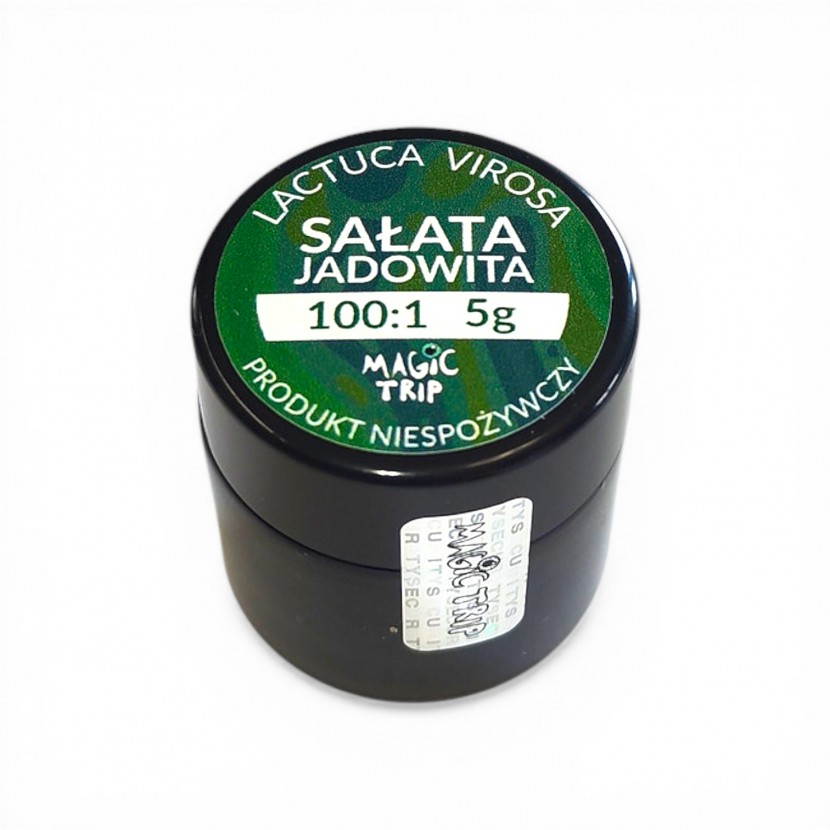 LACTUCA VIROSA
SAŁATA
JADOWITA
100:1 5g
MAGIC
TRIP
PRODUKT NIESPOŻYWCZY
MAGIC TRIP